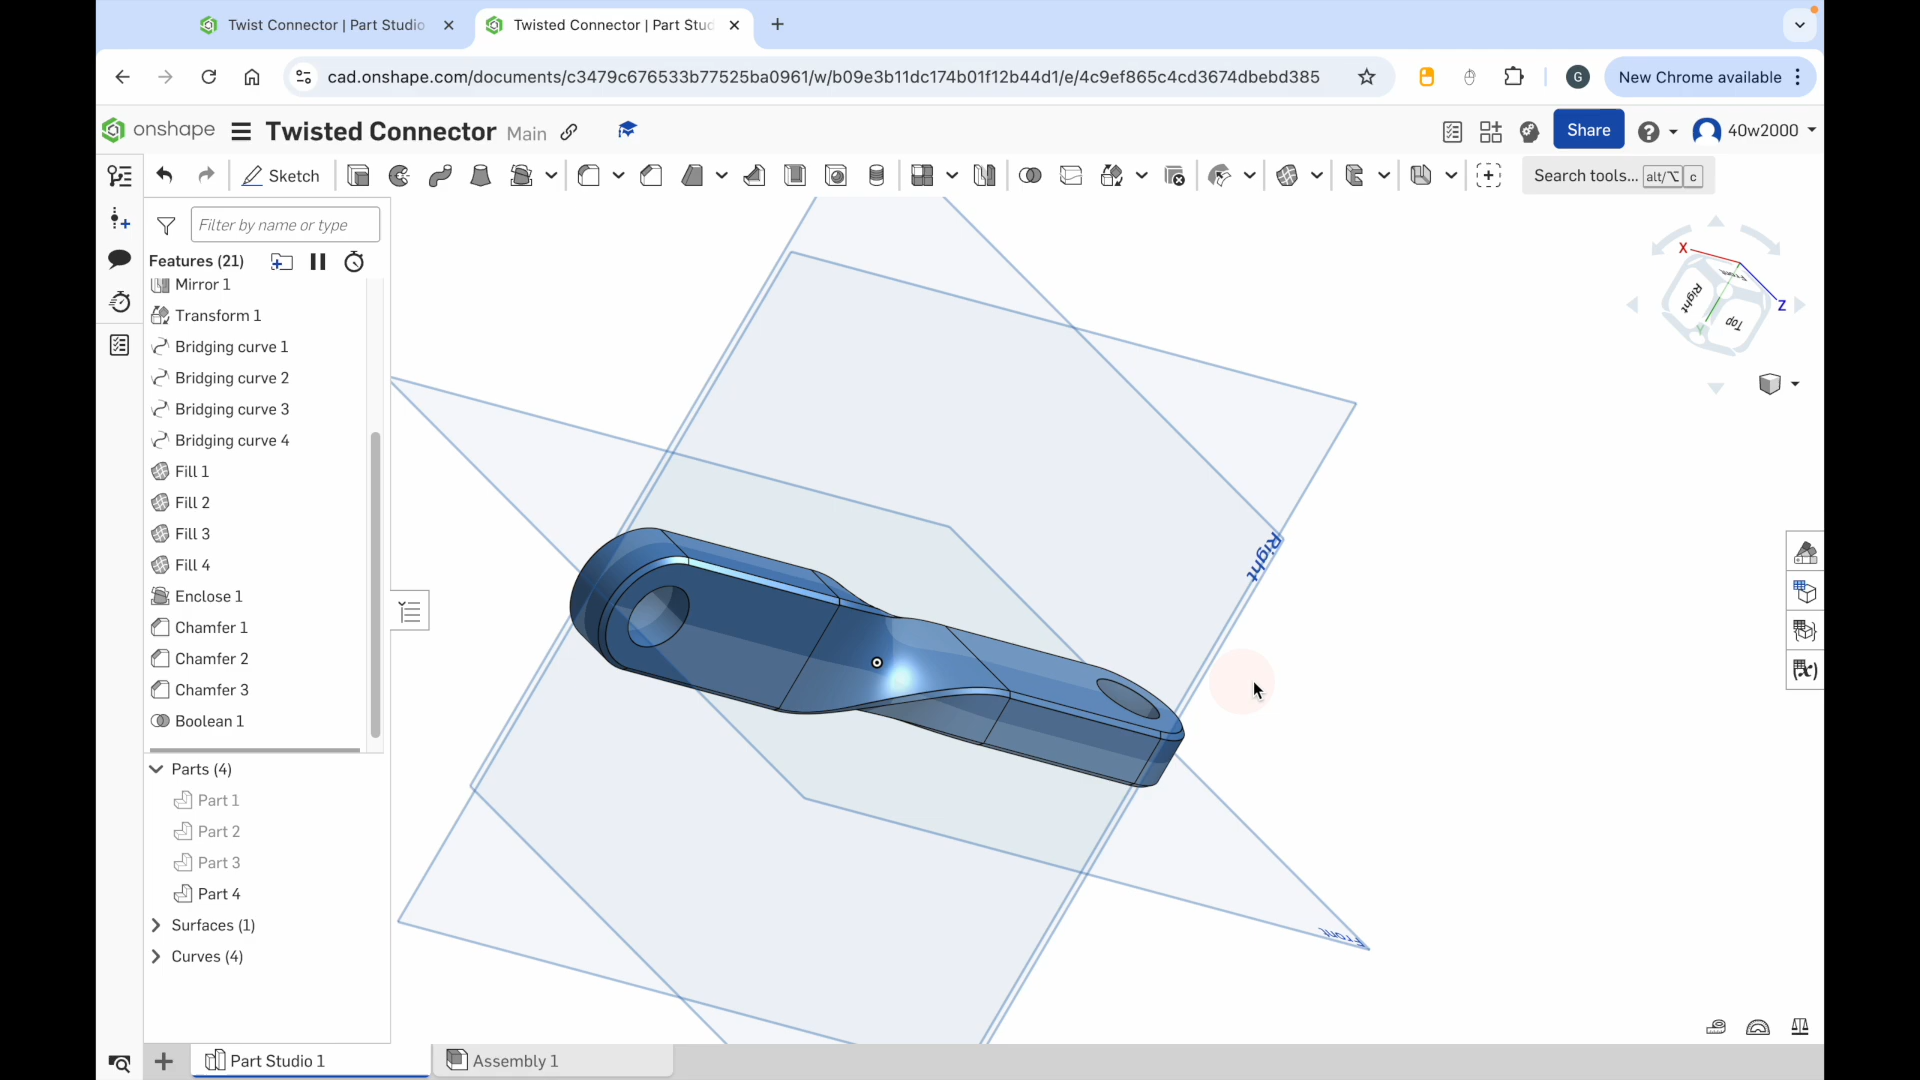 Twist Connector | Part Studio
Twisted Connector | Part Stud
cad.onshape.com/documents/c3479c676533b77525ba0961/w/b09e3b11dc174b01f12b44d1/e/4c9ef865c4cd3674dbebd385
G
New Chrome available
onshape
Twisted Connector Main
Share
40w2000
Sketch
Search tools... alt/⌥ c
Filter by name or type
Features (21)
Mirror 1
Transform 1
Bridging curve 1
Bridging curve 2
Bridging curve 3
Bridging curve 4
Fill 1
Fill 2
Fill 3
Fill 4
Enclose 1
Chamfer 1
Chamfer 2
Chamfer 3
Boolean 1
Parts (4)
Part 1
Part 2
Part 3
Part 4
Surfaces (1)
Curves (4)
Right
Front
X
Z
Y
Front
Right
Top
Part Studio 1
Assembly 1